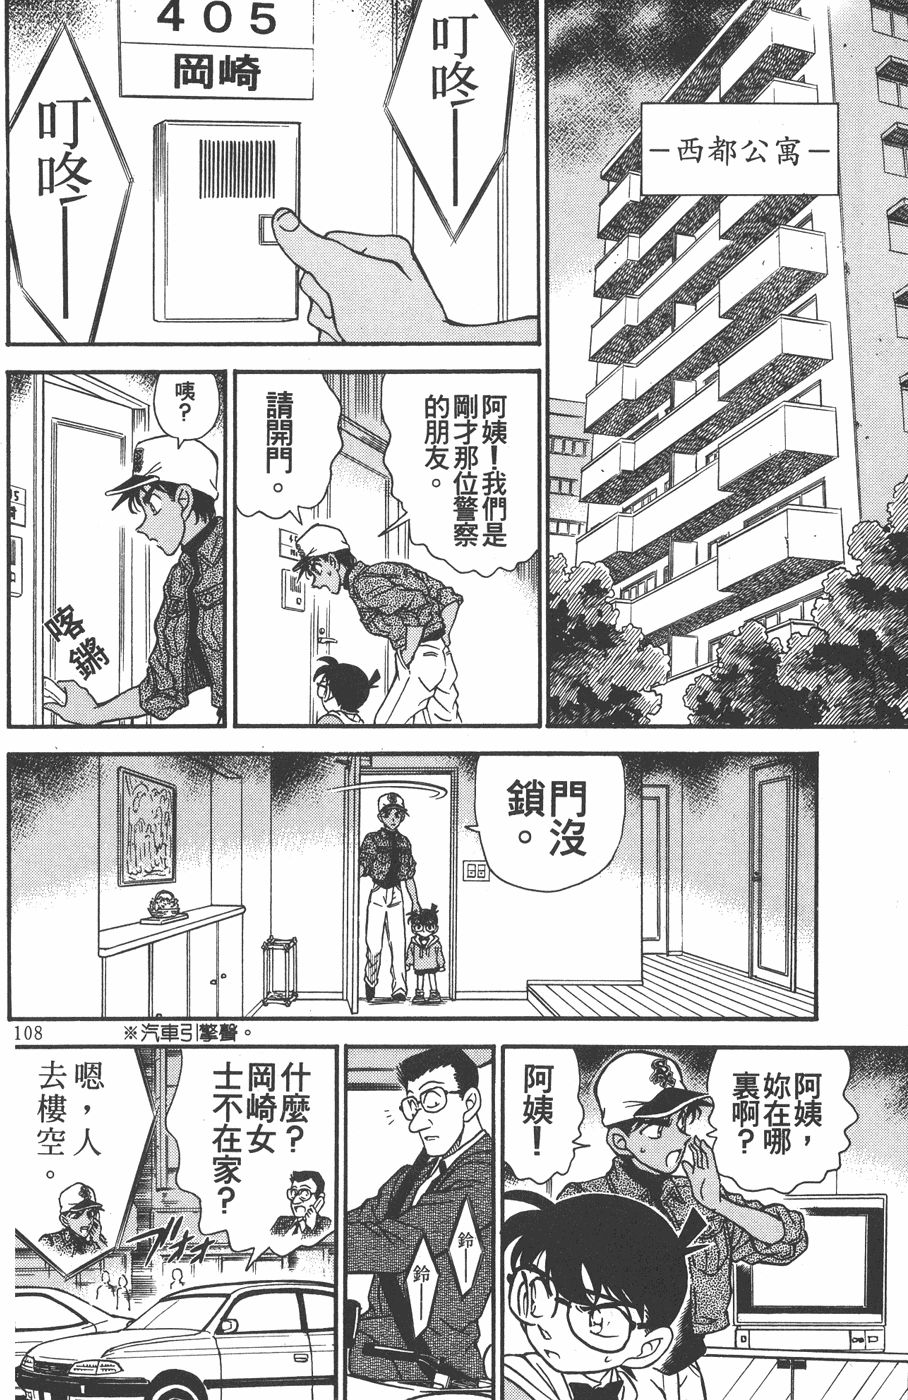 －西都公寓－
405
岡崎
叮咚－
叮咚－
阿姨！我們是
剛才那位警察
的朋友。
請開門。
咦？
喀鏘
門沒
鎖。
108
※汽車引擎聲。
阿姨，
妳在哪
裏啊？
阿姨！
鈴－
鈴－
什麼？
岡崎女
士不在家？
ブオオ
嗯，人
去樓空。